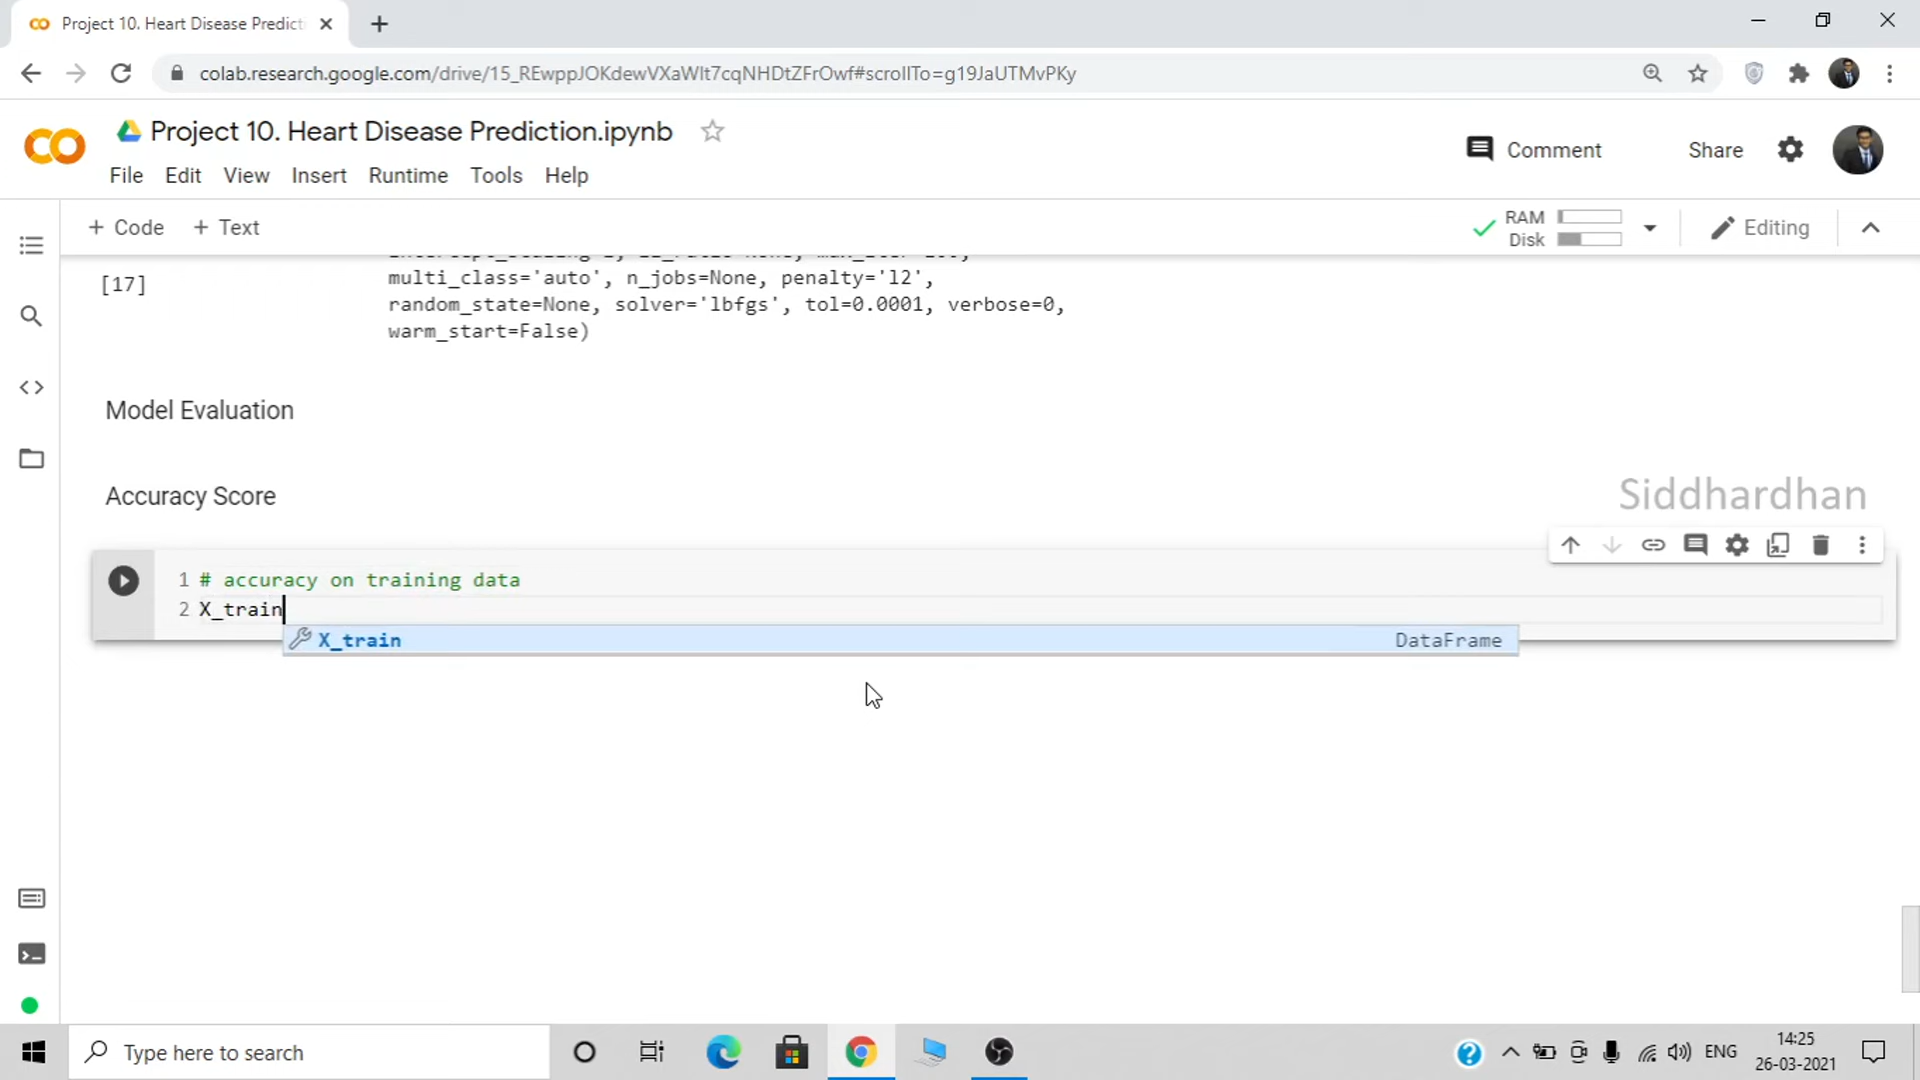 Project 10. Heart Disease Predicti
colab.research.google.com/drive/15_REwppJOKdewVXaWlt7cqNHDtZFrOwf#scrollTo=g19JaUTMvPKy
Project 10. Heart Disease Prediction.ipynb
Comment
Share
File Edit View Insert Runtime Tools Help
+ Code + Text
RAM
Disk
Editing
[17]
multi_class='auto', n_jobs=None, penalty='l2',
random_state=None, solver='lbfgs', tol=0.0001, verbose=0,
warm_start=False)
Model Evaluation
Accuracy Score
Siddhardhan
1 # accuracy on training data
2 X_train
X_train DataFrame
Type here to search
ENG
14:25
26-03-2021